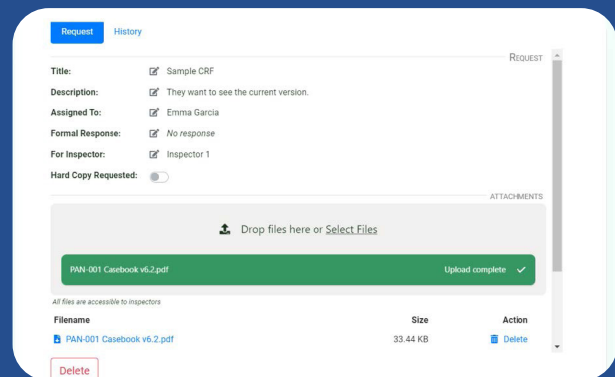 Request History
REQUEST
Title: Sample CRF
Description: They want to see the current version.
Assigned To: Emma Garcia
Formal Response: No response
For Inspector: Inspector 1
Hard Copy Requested:
ATTACHMENTS
Drop files here or Select Files
PAN-001 Casebook v6.2.pdf Upload complete
All files are accessible to inspectors
Filename Size Action
PAN-001 Casebook v6.2.pdf 33.44 KB Delete
Delete